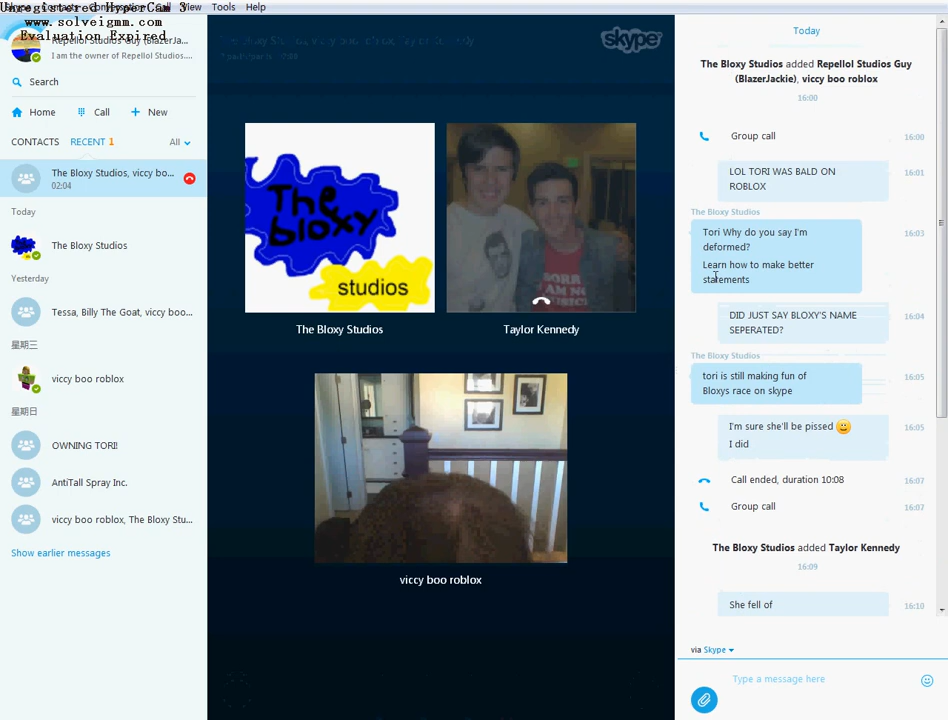 Unregistered HyperCam 3
www.solveigmm.com
Evaluation Expired
Tools Help
Repellol Studios Guy (BlazerJa...
I am the owner of Repellol Studios....
Search
Home Call New
CONTACTS RECENT 1 All
The Bloxy Studios, viccy bo...
02:04
Today
The Bloxy Studios
Yesterday
Tessa, Billy The Goat, viccy boo...
星期三
viccy boo roblox
星期日
OWNING TORI!
AntiTall Spray Inc.
viccy boo roblox, The Bloxy Stu...
Show earlier messages
skype
The
bloxy
studios
The Bloxy Studios
SORR
I AM N
Taylor Kennedy
viccy boo roblox
Today
The Bloxy Studios added Repellol Studios Guy
(BlazerJackie), viccy boo roblox
16:00
Group call 16:00
LOL TORI WAS BALD ON 16:01
ROBLOX
The Bloxy Studios
Tori Why do you say I'm 16:03
deformed?
Learn how to make better
statements
DID JUST SAY BLOXY'S NAME 16:04
SEPERATED?
The Bloxy Studios
tori is still making fun of 16:05
Bloxys race on skype
I'm sure she'll be pissed 16:05
I did
Call ended, duration 10:08 16:07
Group call 16:07
The Bloxy Studios added Taylor Kennedy
16:09
She fell of 16:10
via Skype
Type a message here